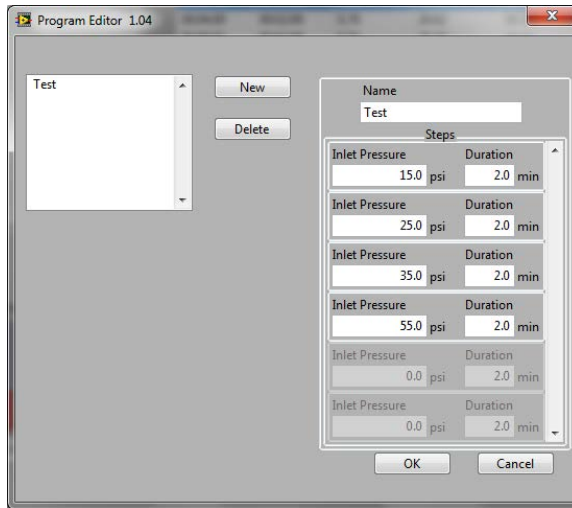 Program Editor 1.04
Test
New
Delete
Name
Test
Steps
Inlet Pressure Duration
15.0 psi 2.0 min
Inlet Pressure Duration
25.0 psi 2.0 min
Inlet Pressure Duration
35.0 psi 2.0 min
Inlet Pressure Duration
55.0 psi 2.0 min
Inlet Pressure Duration
0.0 psi 2.0 min
Inlet Pressure Duration
0.0 psi 2.0 min
OK Cancel